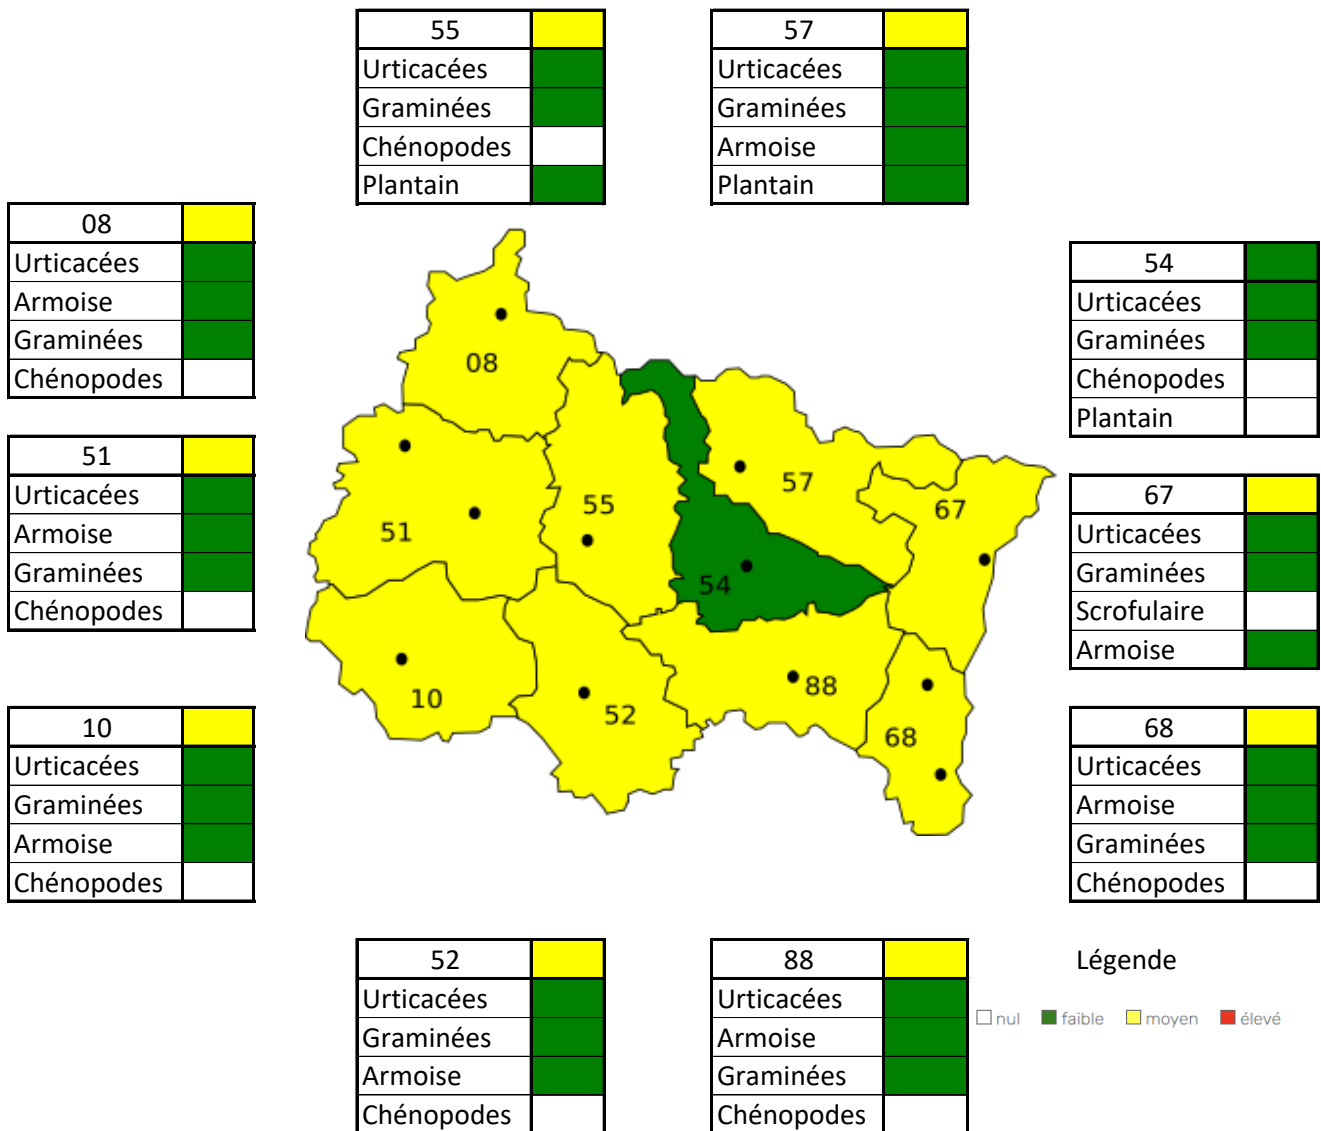 55
Urticacées
Graminées
Chénopodes
Plantain
57
Urticacées
Graminées
Armoise
Plantain
08
Urticacées
Armoise
Graminées
Chénopodes
54
Urticacées
Graminées
Chénopodes
Plantain
51
Urticacées
Armoise
Graminées
Chénopodes
67
Urticacées
Graminées
Scrofulaire
Armoise
10
Urticacées
Graminées
Armoise
Chénopodes
68
Urticacées
Armoise
Graminées
Chénopodes
08
57
55
67
51
54
88
10
52
68
52
Urticacées
Graminées
Armoise
Chénopodes
88
Urticacées
Armoise
Graminées
Chénopodes
Légende
nul faible moyen élevé